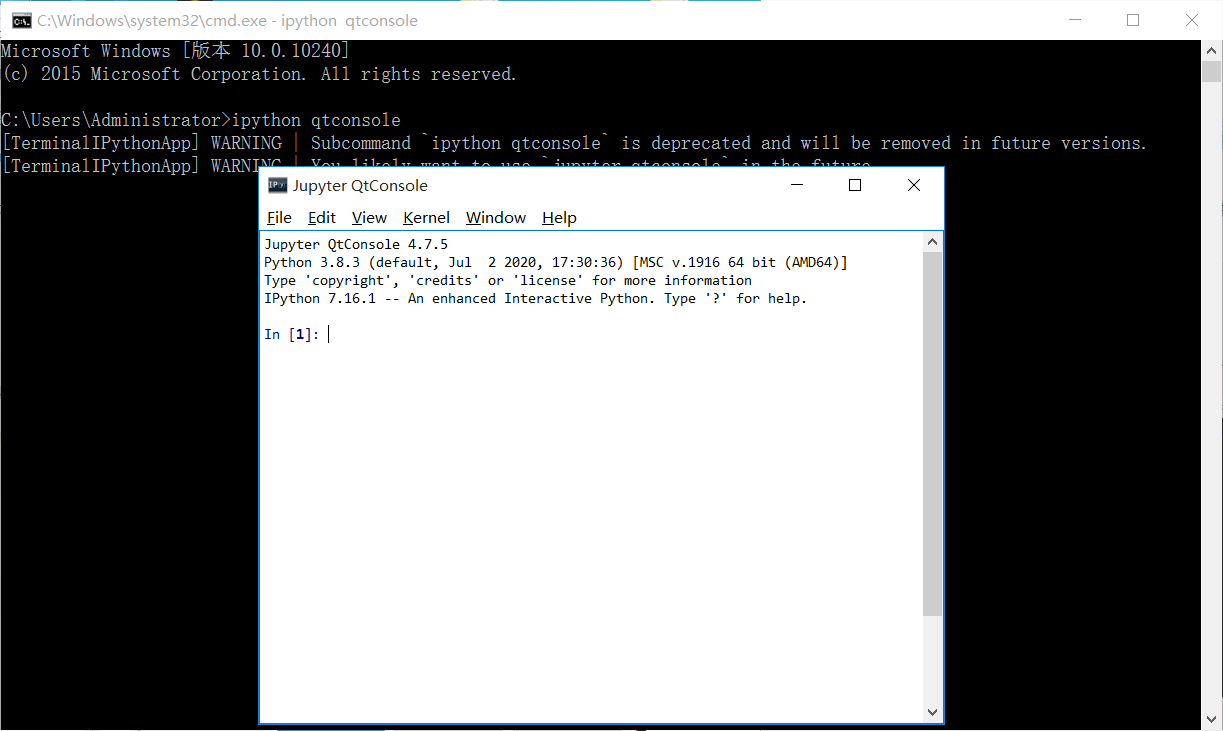 C:\Windows\system32\cmd.exe - ipython  qtconsole
Microsoft Windows [版本 10.0.10240]
(c) 2015 Microsoft Corporation. All rights reserved.
C:\Users\Administrator>ipython qtconsole
[TerminalIPythonApp] WARNING | Subcommand `ipython qtconsole` is deprecated and will be removed in future versions.
[TerminalIPythonApp] WARNING | You likely want to use `jupyter qtconsole` in the future
Jupyter QtConsole
File Edit View Kernel Window Help
Jupyter QtConsole 4.7.5
Python 3.8.3 (default, Jul  2 2020, 17:30:36) [MSC v.1916 64 bit (AMD64)]
Type 'copyright', 'credits' or 'license' for more information
IPython 7.16.1 -- An enhanced Interactive Python. Type '?' for help.
In [1]: